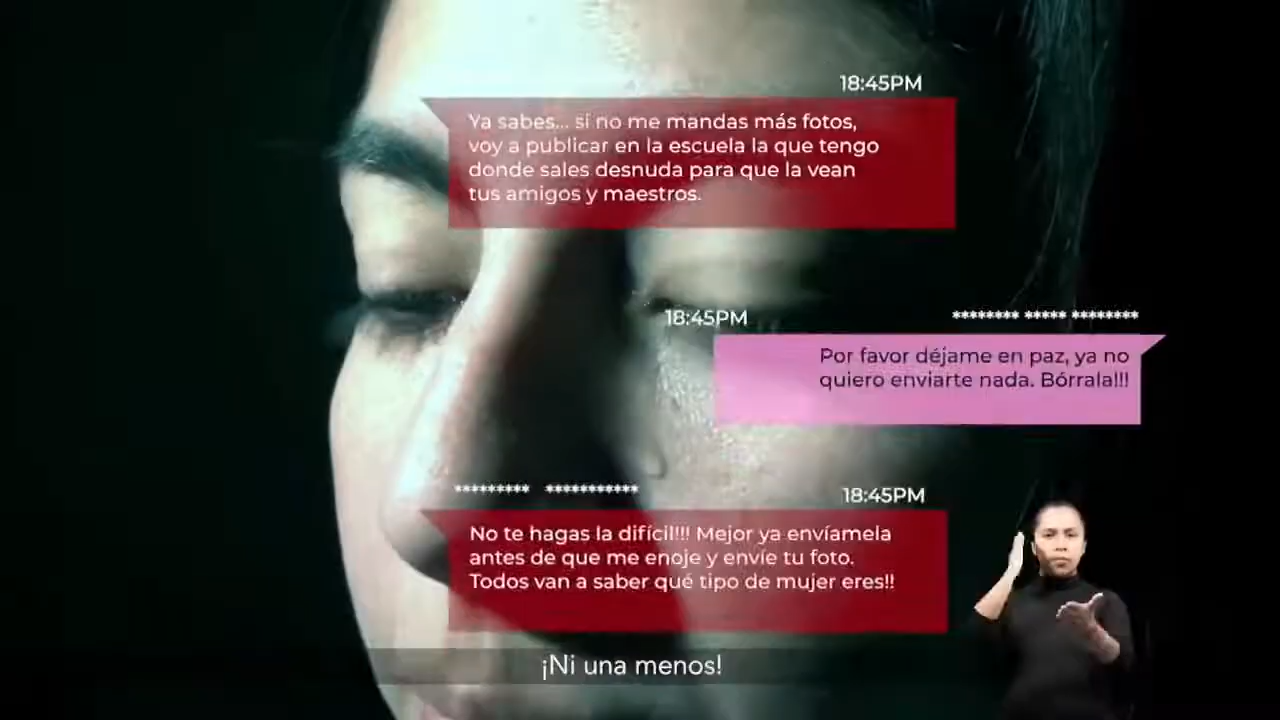 18:45PM
Ya sabes... si no me mandas más fotos,
voy a publicar en la escuela la que tengo
donde sales desnuda para que la vean
tus amigos y maestros.
18:45PM
******** ***** ********
Por favor déjame en paz, ya no
quiero enviarte nada. Bórrala!!!
********* ***********
18:45PM
No te hagas la difícil!!! Mejor ya envíamela
antes de que me enoje y envíe tu foto.
Todos van a saber qué tipo de mujer eres!!
¡Ni una menos!